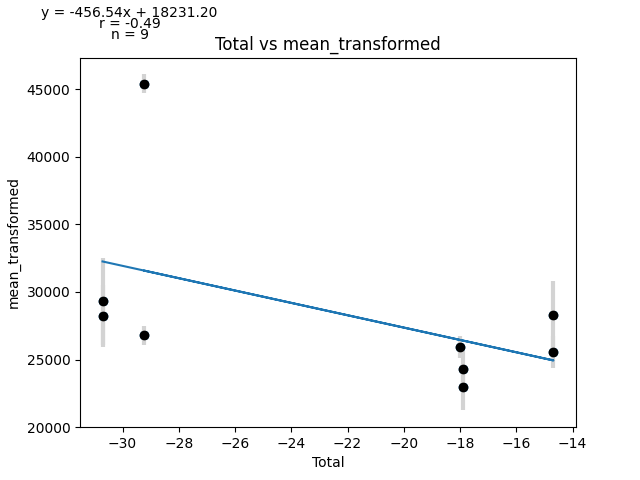 y = -456.54x + 18231.20
r = -0.49
n = 9
Total vs mean_transformed
45000
40000
35000
30000
25000
20000
mean_transformed
−30
−28
−26
−24
−22
−20
−18
−16
−14
Total